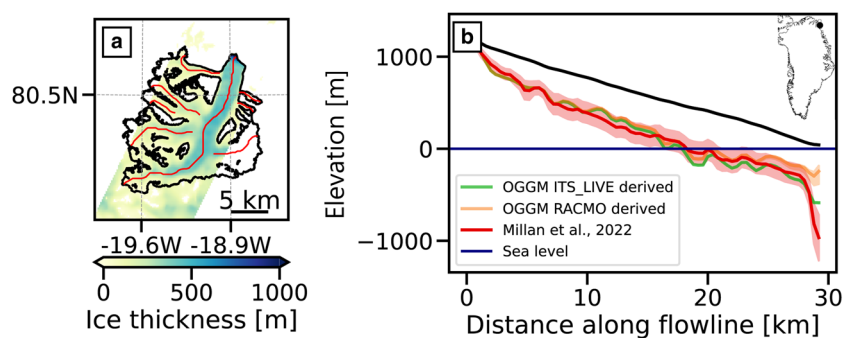 a
80.5N
5 km
-19.6W -18.9W
0 500 1000
Ice thickness [m]
b
Elevation [m]
1000
0
−1000
OGGM ITS_LIVE derived
OGGM RACMO derived
Millan et al., 2022
Sea level
0 10 20 30
Distance along flowline [km]